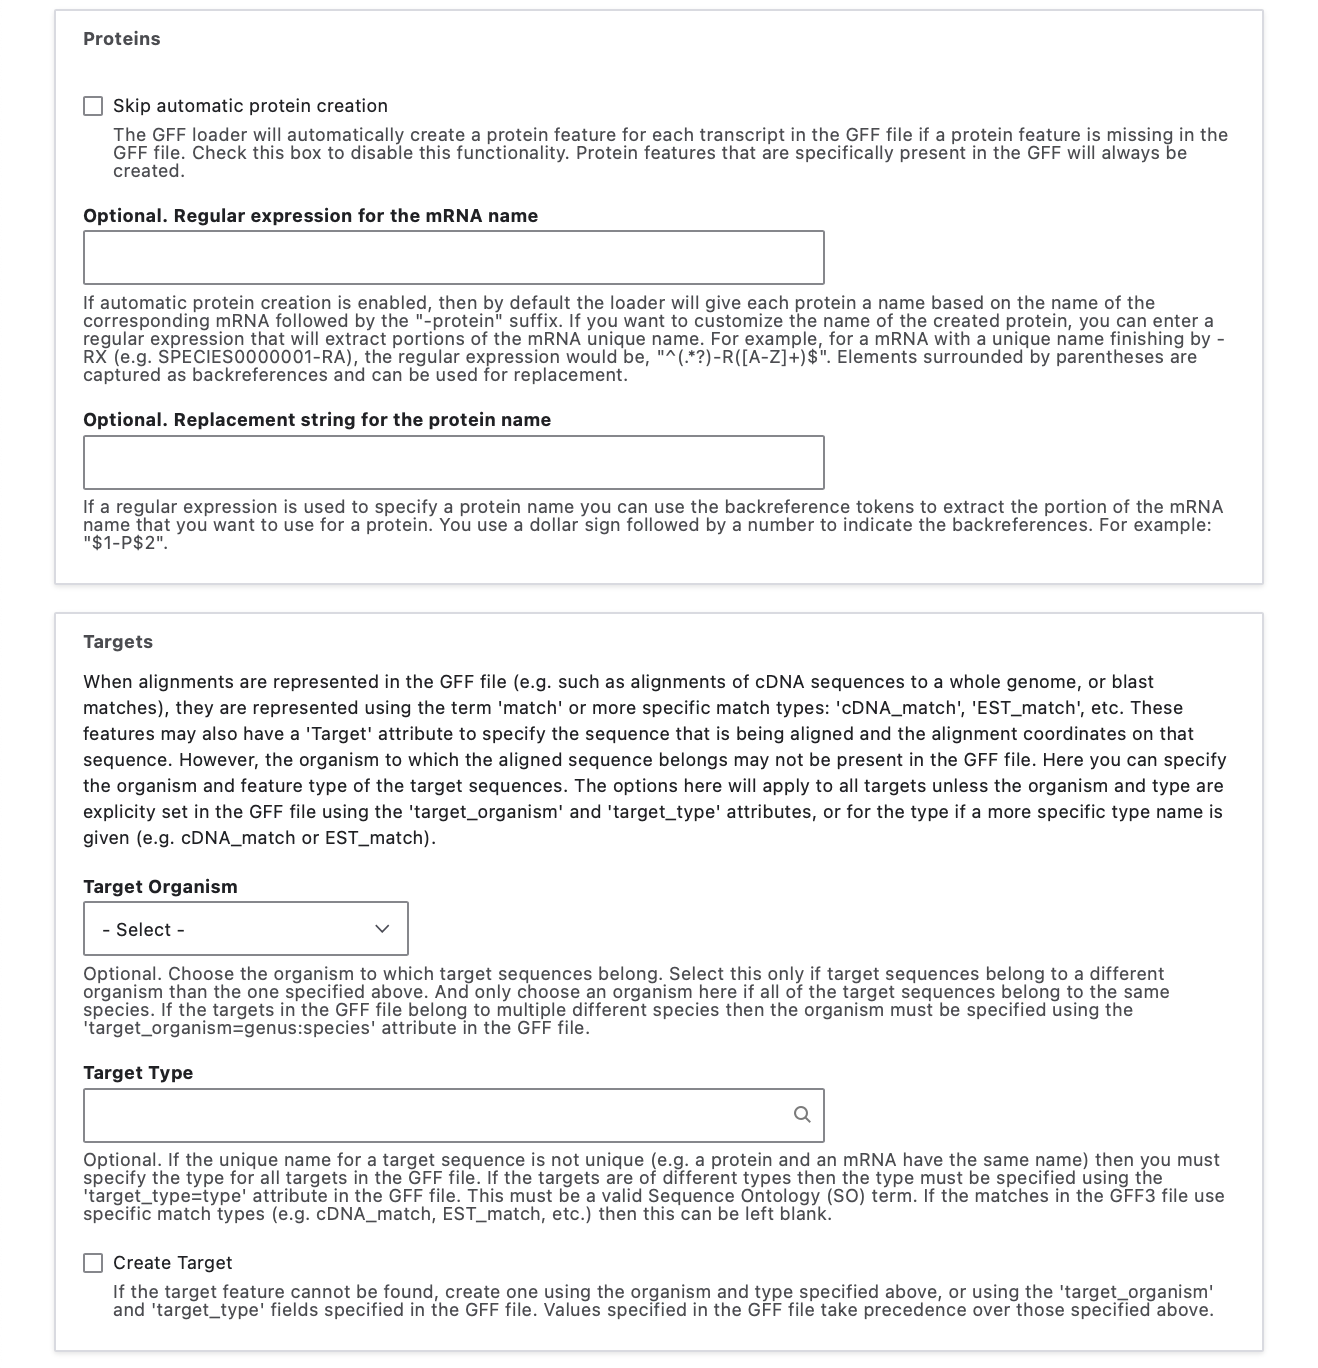 Proteins
Skip automatic protein creation
The GFF loader will automatically create a protein feature for each transcript in the GFF file if a protein feature is missing in the
GFF file. Check this box to disable this functionality. Protein features that are specifically present in the GFF will always be
created.
Optional. Regular expression for the mRNA name
If automatic protein creation is enabled, then by default the loader will give each protein a name based on the name of the
corresponding mRNA followed by the "-protein" suffix. If you want to customize the name of the created protein, you can enter a
regular expression that will extract portions of the mRNA unique name. For example, for a mRNA with a unique name finishing by -
RX (e.g. SPECIES0000001-RA), the regular expression would be, "^(.*?)-R([A-Z]+)$". Elements surrounded by parentheses are
captured as backreferences and can be used for replacement.
Optional. Replacement string for the protein name
If a regular expression is used to specify a protein name you can use the backreference tokens to extract the portion of the mRNA
name that you want to use for a protein. You use a dollar sign followed by a number to indicate the backreferences. For example:
"$1-P$2".
Targets
When alignments are represented in the GFF file (e.g. such as alignments of cDNA sequences to a whole genome, or blast
matches), they are represented using the term 'match' or more specific match types: 'cDNA_match', 'EST_match', etc. These
features may also have a 'Target' attribute to specify the sequence that is being aligned and the alignment coordinates on that
sequence. However, the organism to which the aligned sequence belongs may not be present in the GFF file. Here you can specify
the organism and feature type of the target sequences. The options here will apply to all targets unless the organism and type are
explicity set in the GFF file using the 'target_organism' and 'target_type' attributes, or for the type if a more specific type name is
given (e.g. cDNA_match or EST_match).
Target Organism
- Select -
Optional. Choose the organism to which target sequences belong. Select this only if target sequences belong to a different
organism than the one specified above. And only choose an organism here if all of the target sequences belong to the same
species. If the targets in the GFF file belong to multiple different species then the organism must be specified using the
'target_organism=genus:species' attribute in the GFF file.
Target Type
Optional. If the unique name for a target sequence is not unique (e.g. a protein and an mRNA have the same name) then you must
specify the type for all targets in the GFF file. If the targets are of different types then the type must be specified using the
'target_type=type' attribute in the GFF file. This must be a valid Sequence Ontology (SO) term. If the matches in the GFF3 file use
specific match types (e.g. cDNA_match, EST_match, etc.) then this can be left blank.
Create Target
If the target feature cannot be found, create one using the organism and type specified above, or using the 'target_organism'
and 'target_type' fields specified in the GFF file. Values specified in the GFF file take precedence over those specified above.